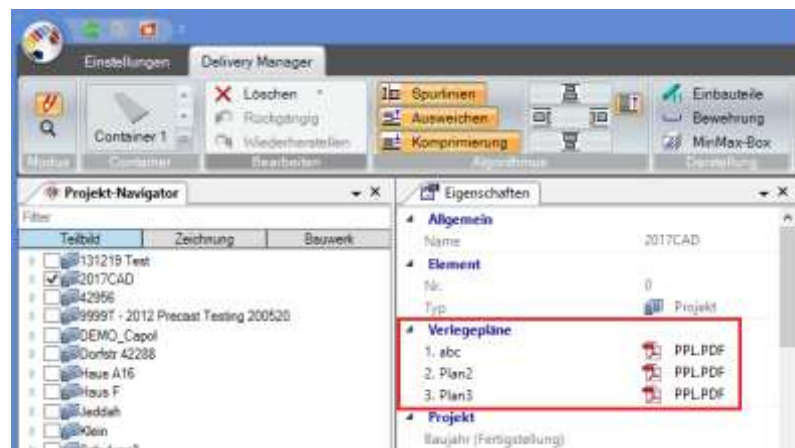 Einstellungen Delivery Manager
Container 1
Löschen
Rückgängig
Wiederherstellen
Spurlinien
Ausweichen
Komprimierung
Einbauteile
Bewehrung
MinMax-Box
Modus Container Bearbeiten Algorithmus Darstellung
Projekt-Navigator
Filter
Teilbild Zeichnung Bauwerk
131219 Test
2017CAD
42956
9999T - 2012 Precast Testing 200520
DEMO_Capol
Dorfstr 42288
Haus A16
Haus F
Jeddah
Klein
Eigenschaften
Allgemein
Name 2017CAD
Element
Nr. 0
Typ Projekt
Verlegepläne
1. abc PPL.PDF
2. Plan2 PPL.PDF
3. Plan3 PPL.PDF
Projekt
Baujahr (Fertigstellung)